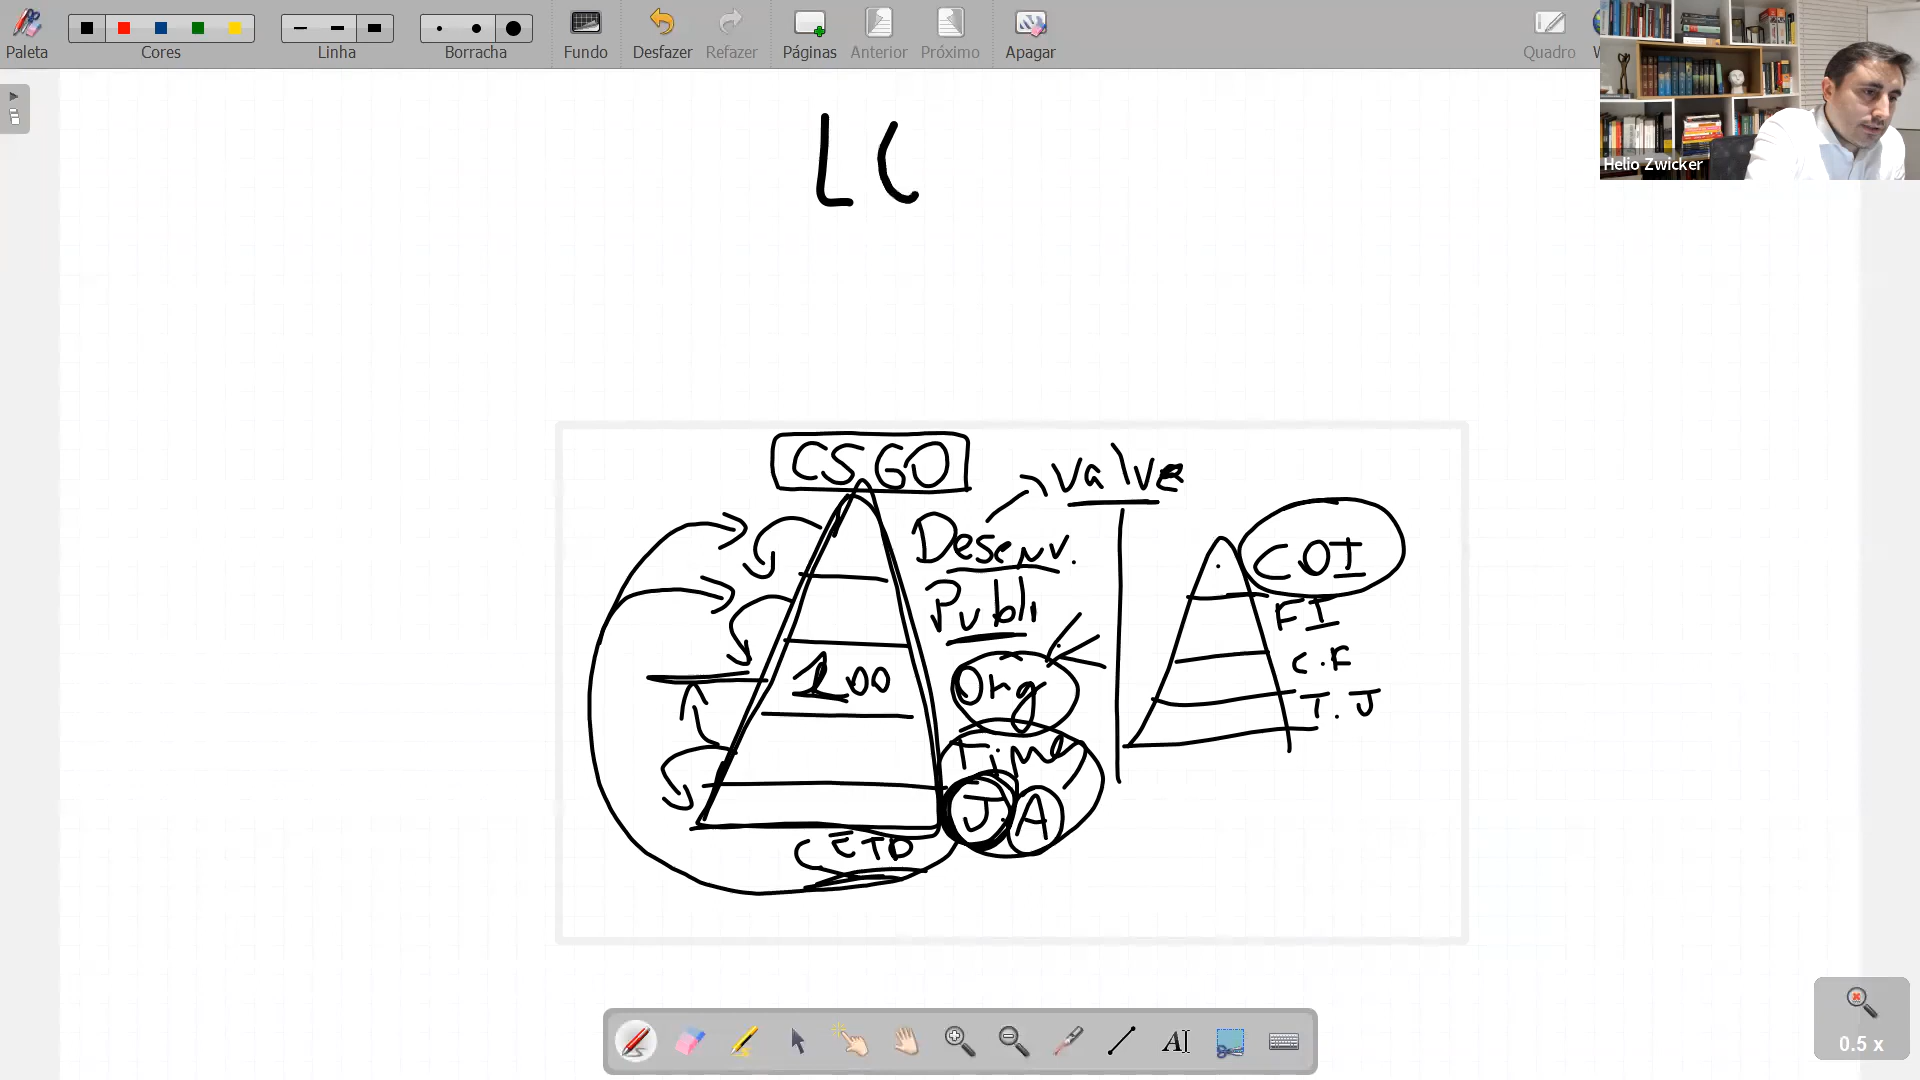 Paleta Cores Linha Borracha Fundo Desfazer Refazer Páginas Anterior Próximo Apagar Quadro
Helio Zwicker
LC
CSGO
Valve
Desenv.
Publi
100
Org
Time
J. A
COI
FI
C.F
T.J
AI
0.5 x